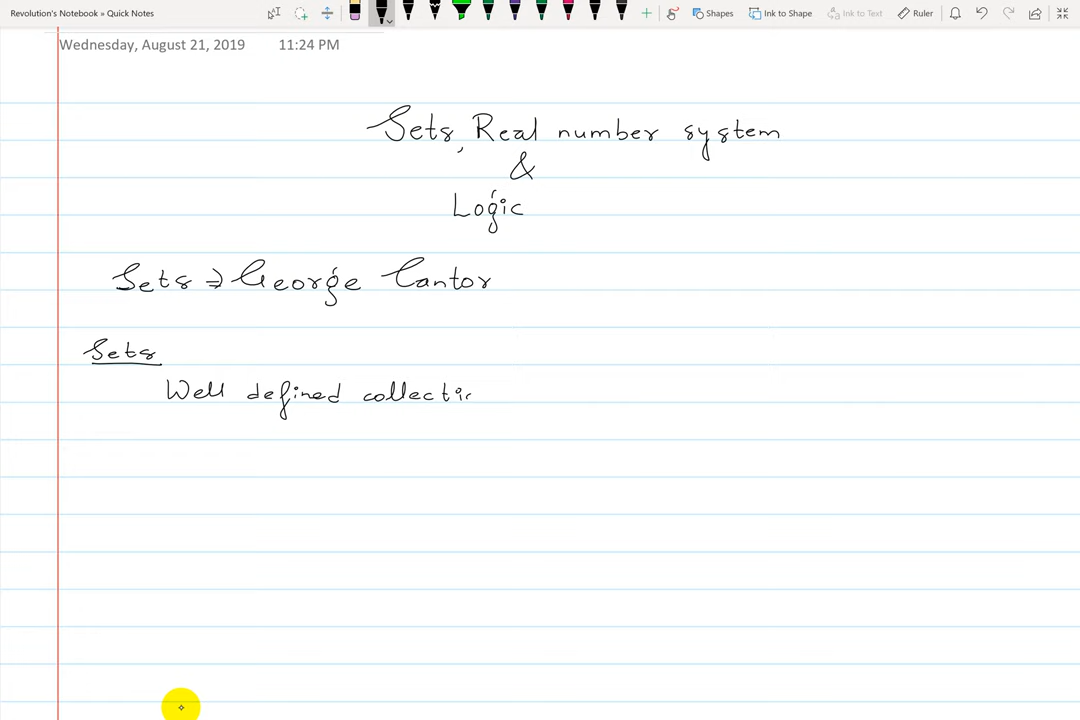 Revolution's Notebook » Quick Notes
Shapes Ink to Shape Ink to Text Ruler
Wednesday, August 21, 2019 11:24 PM
Sets, Real number system
&
Logic
Sets ⇒ George Cantor
Sets
Well defined collectio